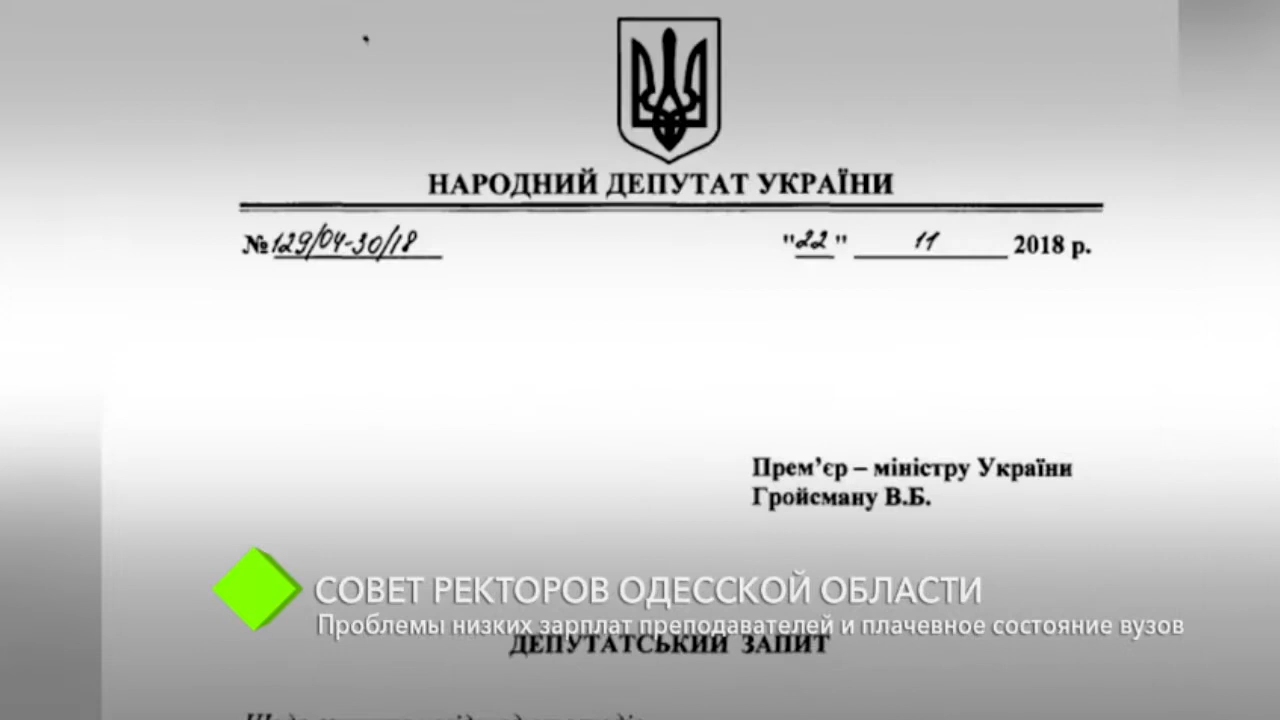 НАРОДНИЙ ДЕПУТАТ УКРАЇНИ
№129/04-30/18 "22" 11 2018 р.
Прем’єр – міністру України
Гройсману В.Б.
СОВЕТ РЕКТОРОВ ОДЕССКОЙ ОБЛАСТИ
Проблемы низких зарплат преподавателей и плачевное состояние вузов
ДЕПУТАТСЬКИЙ ЗАПИТ